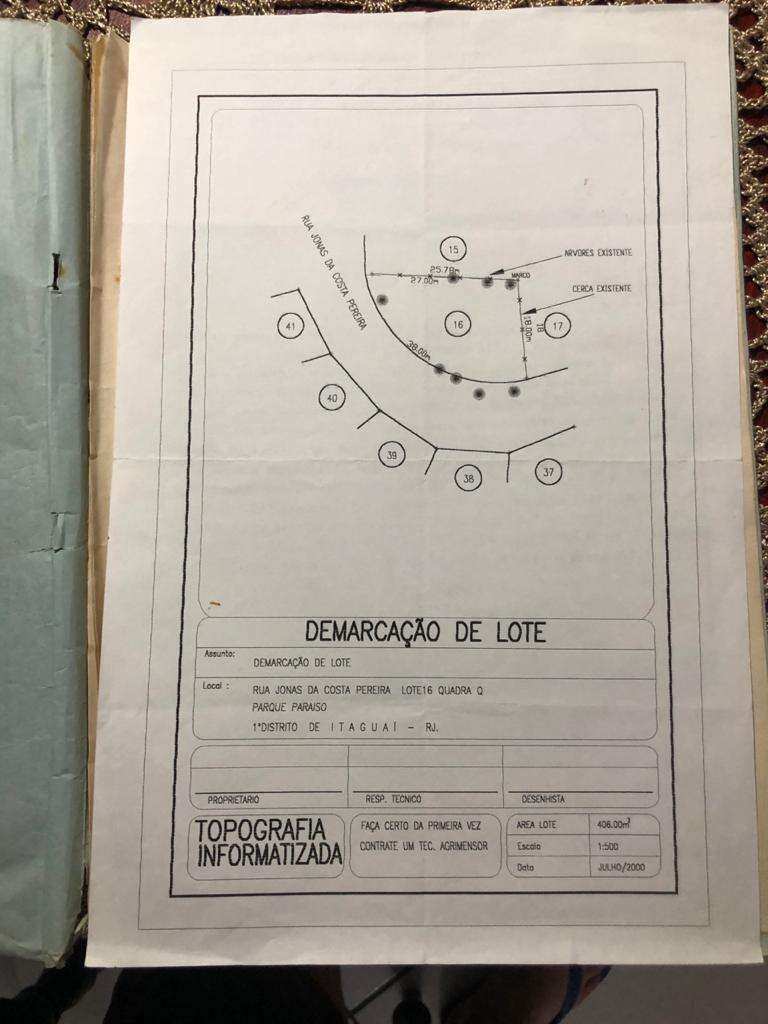 RUA JONAS DA COSTA PEREIRA
15
ARVORES EXISTENTE
25.78m
27.00m
MARCO
CERCA EXISTENTE
16
18
18.00m
17
38.00m
41
40
39
38
37
DEMARCAÇÃO DE LOTE
Assunto:
DEMARCAÇÃO DE LOTE
Local :
RUA JONAS DA COSTA PEREIRA LOTE16 QUADRA Q
PARQUE PARAISO
1ºDISTRITO DE ITAGUAÍ - RJ.
PROPRIETARIO
RESP. TECNICO
DESENHISTA
TOPOGRAFIA
INFORMATIZADA
FAÇA CERTO DA PRIMEIRA VEZ
CONTRATE UM TEC. AGRIMENSOR
AREA LOTE 406.00m²
Escala 1:500
Data JULHO/2000